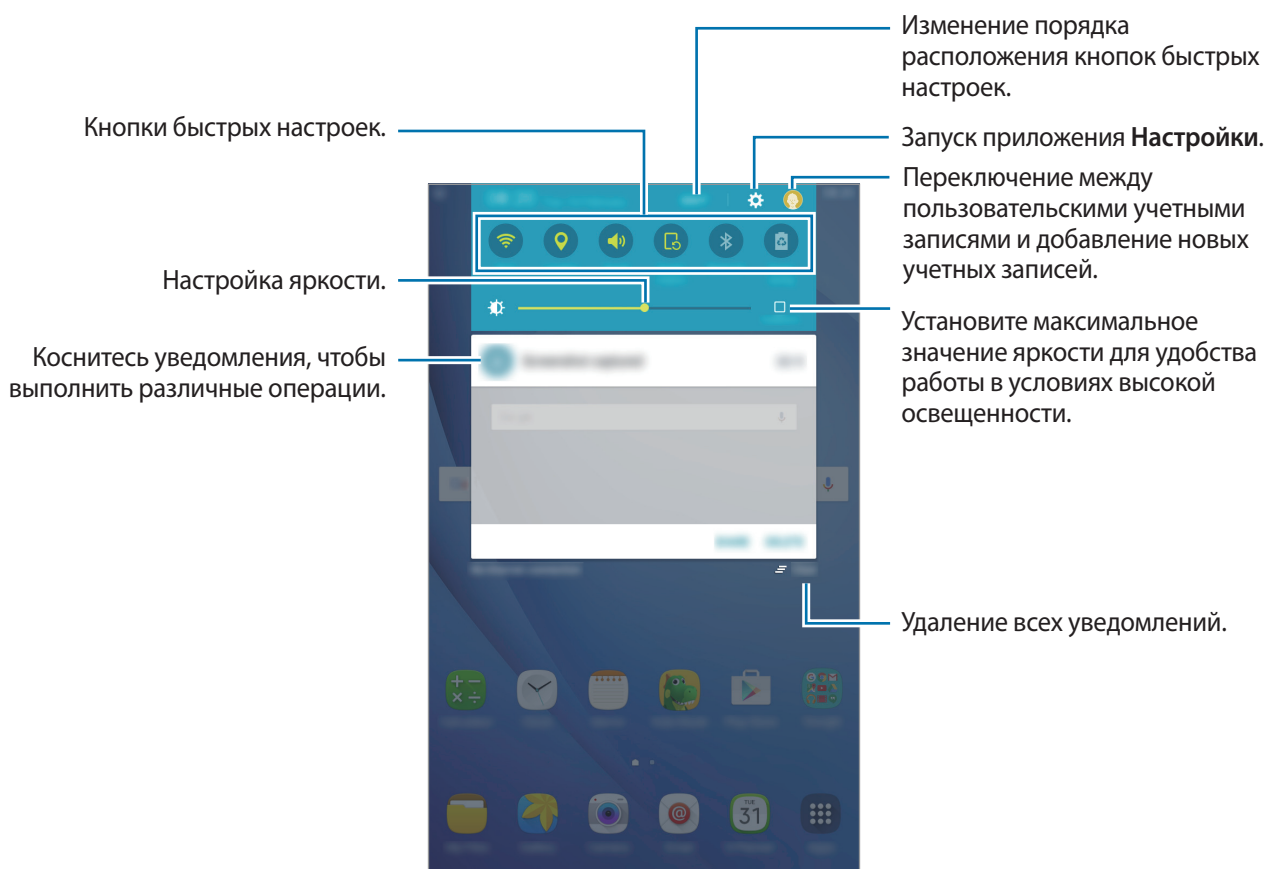 Изменение порядка
расположения кнопок быстрых
настроек.
Кнопки быстрых настроек.
Запуск приложения Настройки.
Переключение между
пользовательскими учетными
записями и добавление новых
учетных записей.
Настройка яркости.
Установите максимальное
значение яркости для удобства
работы в условиях высокой
освещенности.
Коснитесь уведомления, чтобы
выполнить различные операции.
Удаление всех уведомлений.
TUE
31